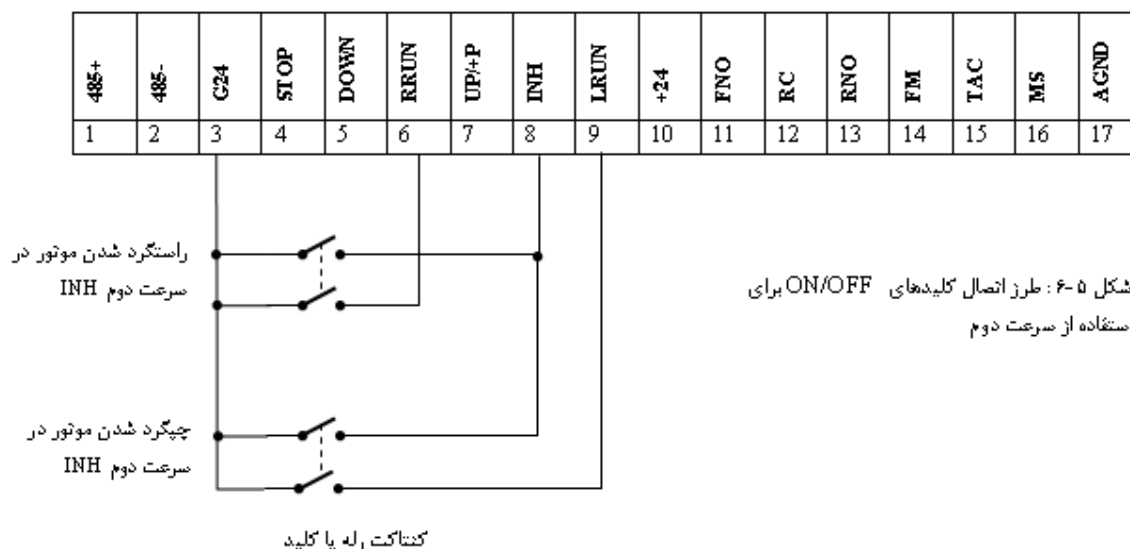 485+ 485- G24 STOP DOWN RRUN UP/+P INH LRUN +24 FNO RC RNO FM TAC MS AGND
1 2 3 4 5 6 7 8 9 10 11 12 13 14 15 16 17
راستگرد شدن موتور در
سرعت دوم INH
شکل ۵-۶: طرز اتصال کلیدهای ON/OFF برای
ستفاده از سرعت دوم
چپگرد شدن موتور در
سرعت دوم INH
کنتاکت رله یا کلید